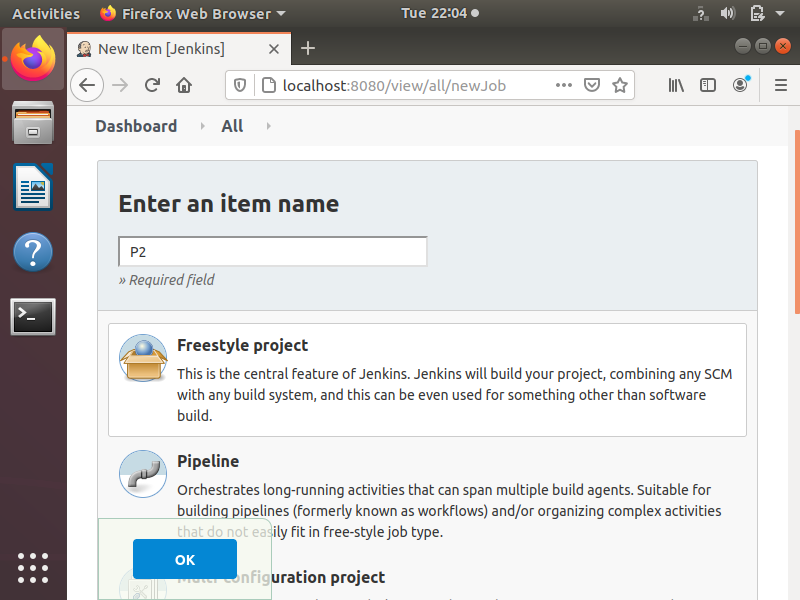 Activities
Firefox Web Browser
Tue 22:04
New Item [Jenkins]
localhost:8080/view/all/newJob
Dashboard
All
Enter an item name
P2
» Required field
Freestyle project
This is the central feature of Jenkins. Jenkins will build your project, combining any SCM
with any build system, and this can be even used for something other than software
build.
Pipeline
Orchestrates long-running activities that can span multiple build agents. Suitable for
building pipelines (formerly known as workflows) and/or organizing complex activities
that do not easily fit in free-style job type.
OK
Multi-configuration project